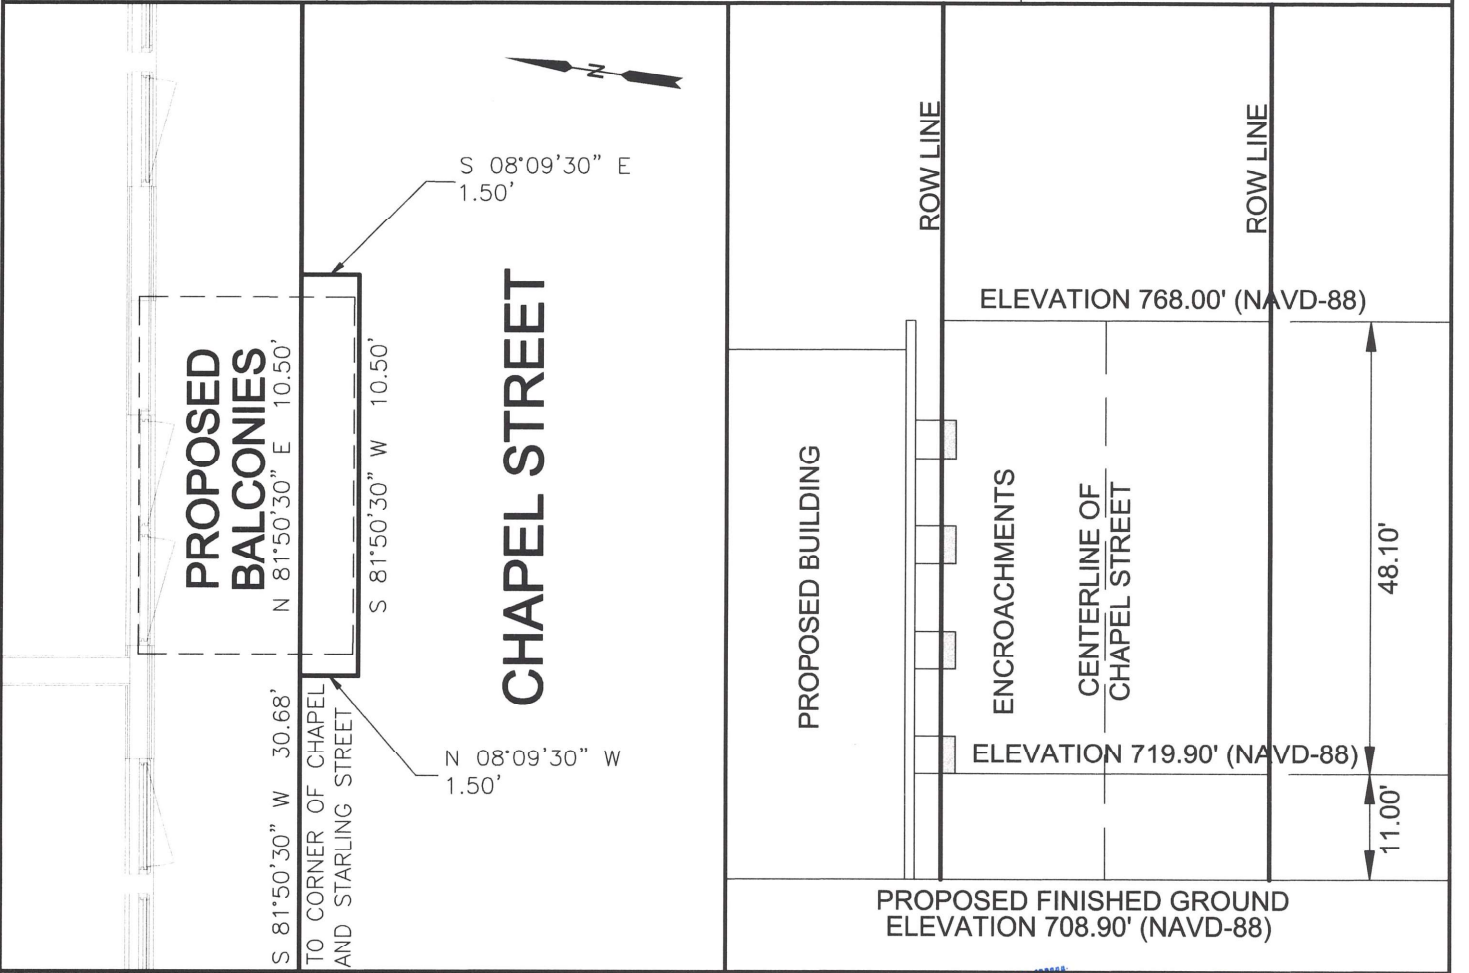 N
S 08°09'30" E
1.50'
PROPOSED
BALCONIES
N 81°50'30" E 10.50'
S 81°50'30" W 10.50'
CHAPEL STREET
N 08°09'30" W
1.50'
S 81°50'30" W 30.68'
TO CORNER OF CHAPEL
AND STARLING STREET
ROW LINE
ROW LINE
ELEVATION 768.00' (NAVD-88)
PROPOSED BUILDING
ENCROACHMENTS
CENTERLINE OF
CHAPEL STREET
48.10'
ELEVATION 719.90' (NAVD-88)
11.00'
PROPOSED FINISHED GROUND
ELEVATION 708.90' (NAVD-88)